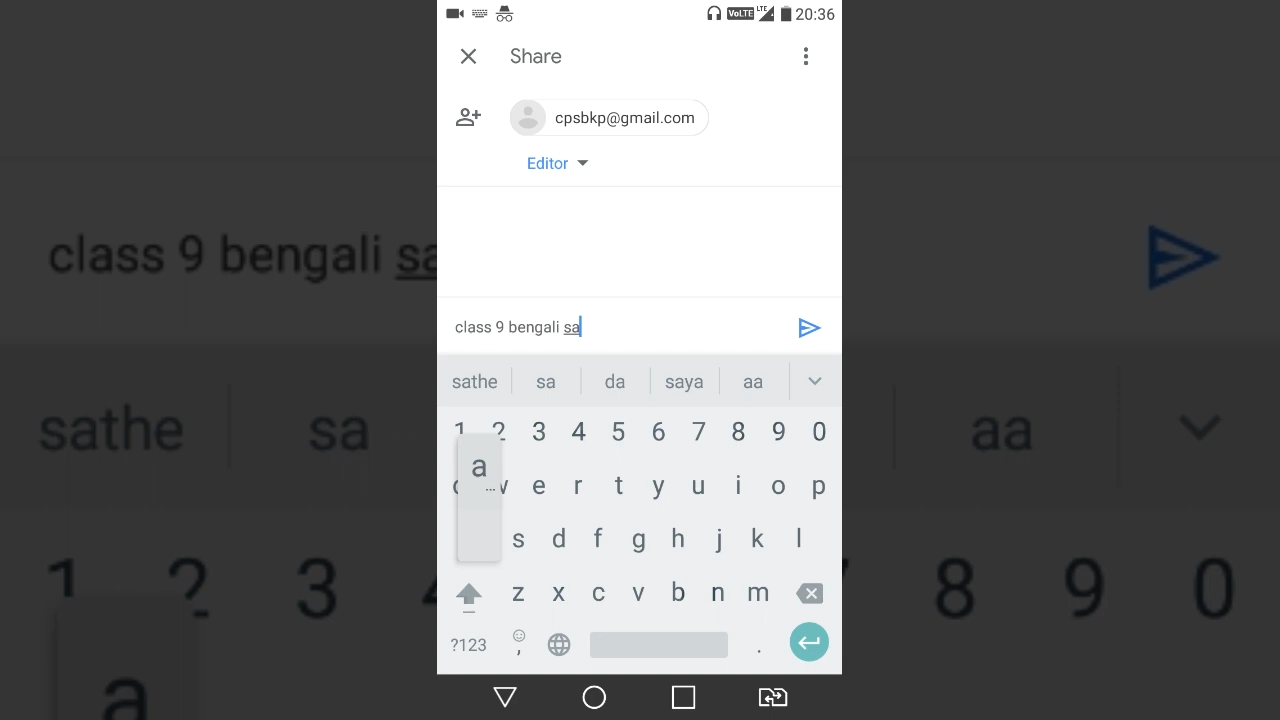 VoLTE LTE 20:36
Share
cpsbkp@gmail.com
Editor
class 9 bengali sa
class 9 bengali sa
sathe sa da saya aa
sathe sa aa
1 2 3 4 5 6 7 8 9 0
a
w e r t y u i o p
s d f g h j k l
1 2 3 8 9 0
z x c v b n m
?123 , .
a